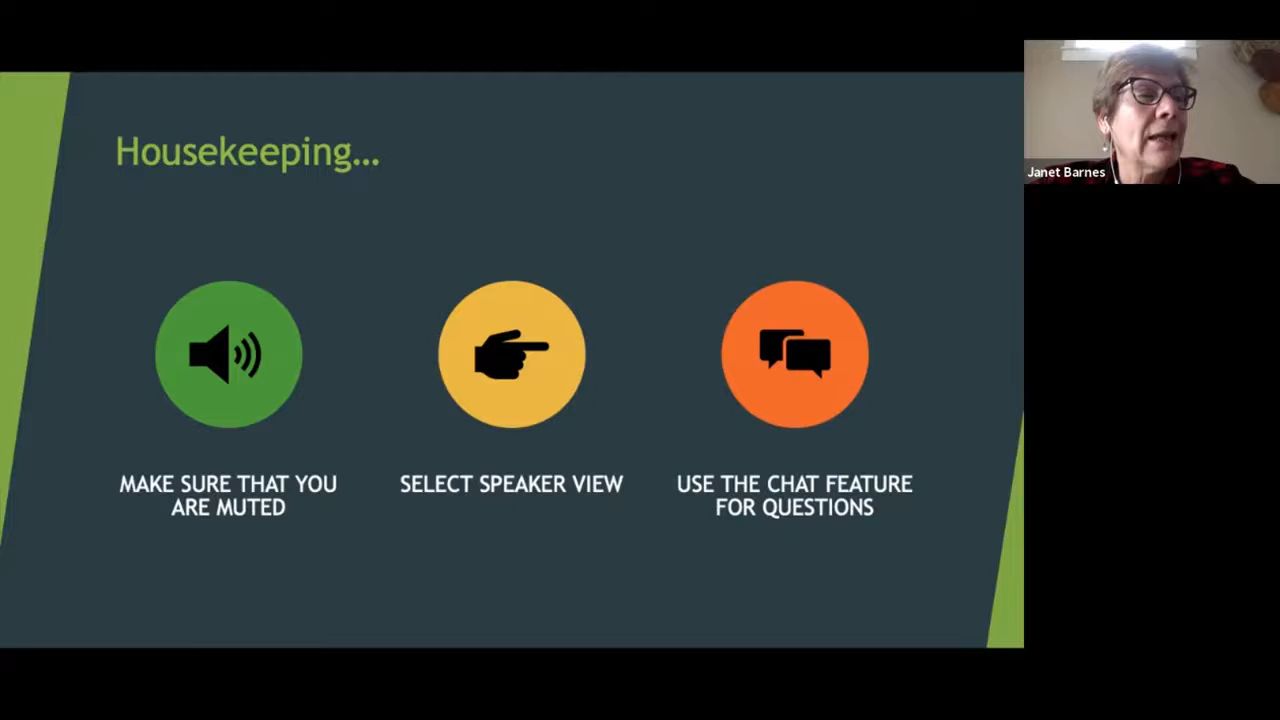 Housekeeping...
MAKE SURE THAT YOU
ARE MUTED
SELECT SPEAKER VIEW
USE THE CHAT FEATURE
FOR QUESTIONS
Janet Barnes